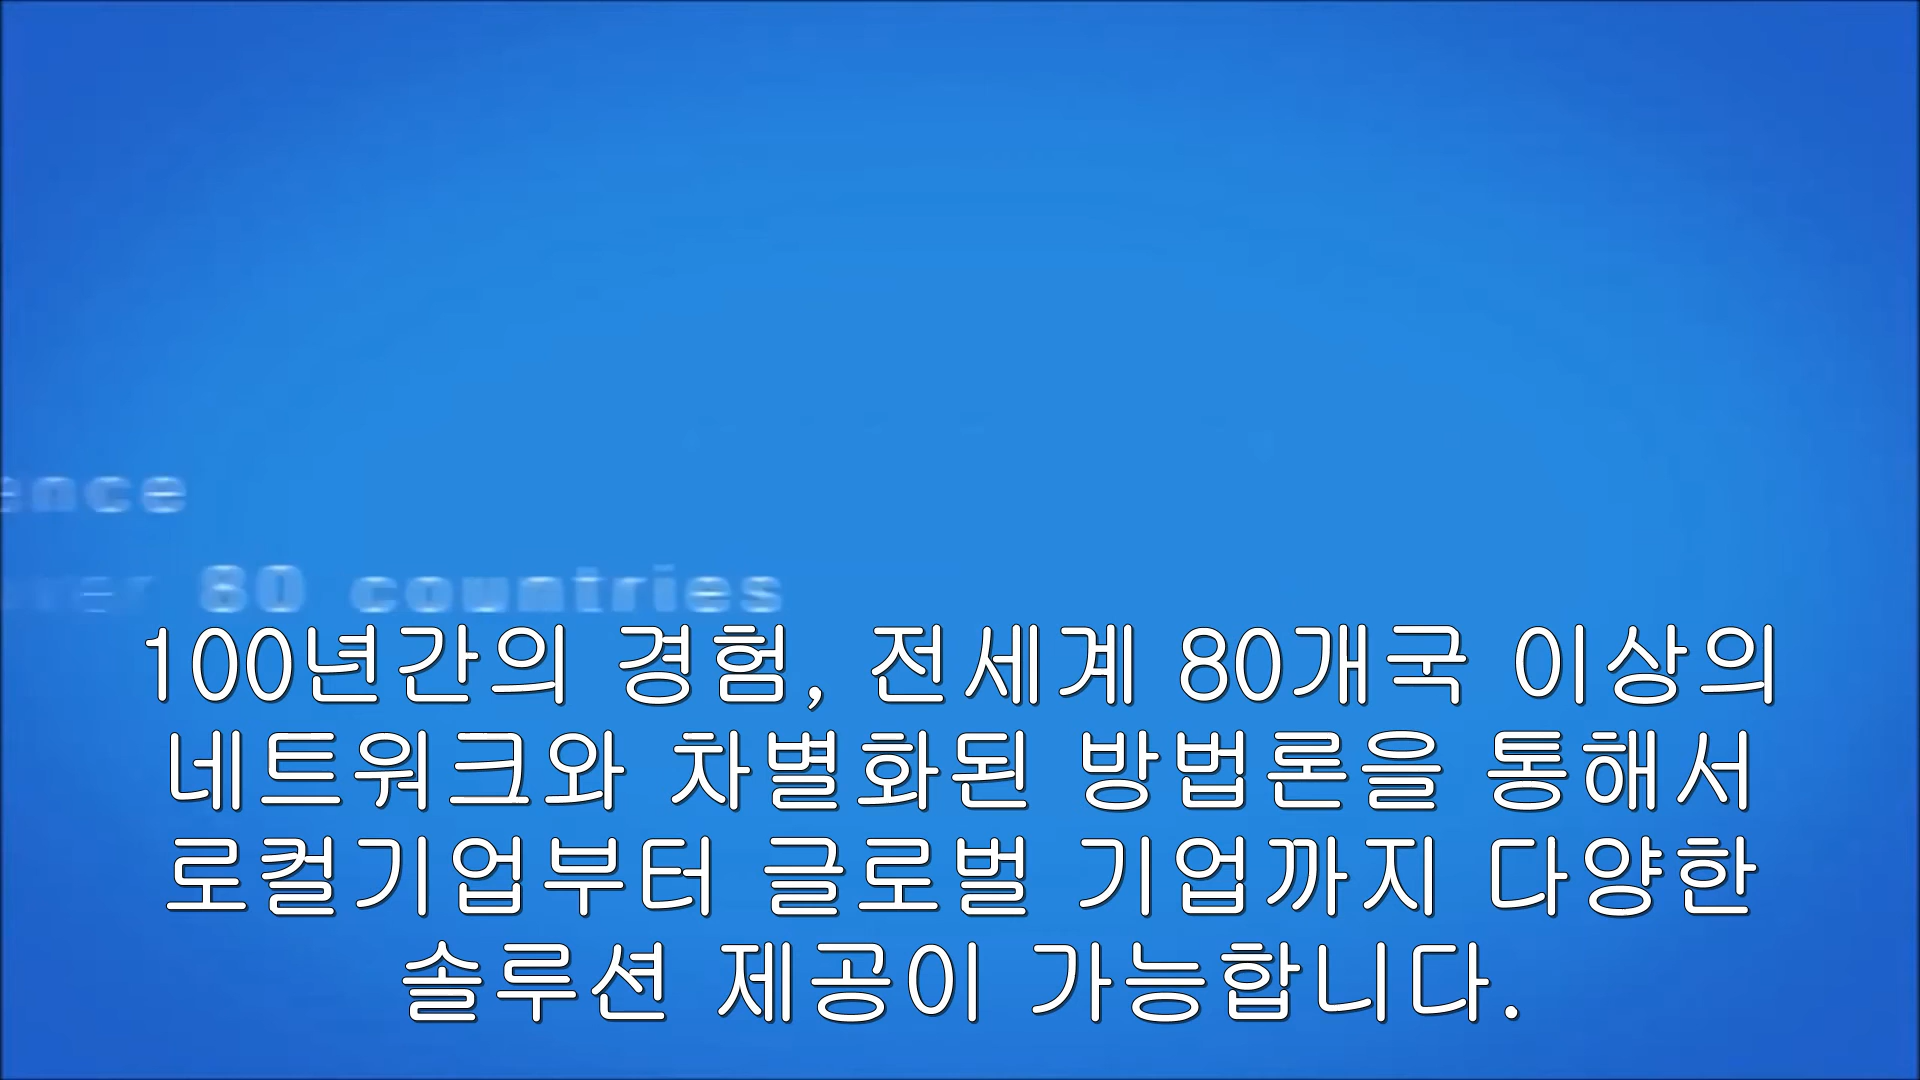 ence
over 80 countries
100년간의 경험, 전세계 80개국 이상의
네트워크와 차별화된 방법론을 통해서
로컬기업부터 글로벌 기업까지 다양한
솔루션 제공이 가능합니다.